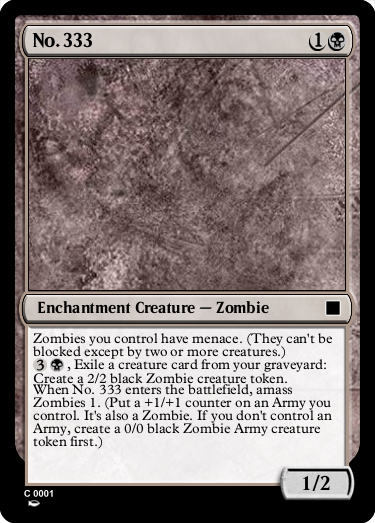 No. 333
1
Enchantment Creature — Zombie
Zombies you control have menace. (They can't be
blocked except by two or more creatures.)
3 , Exile a creature card from your graveyard:
Create a 2/2 black Zombie creature token.
When No. 333 enters the battlefield, amass
Zombies 1. (Put a +1/+1 counter on an Army you
control. It's also a Zombie. If you don't control an
Army, create a 0/0 black Zombie Army creature
token first.)
1/2
C 0001